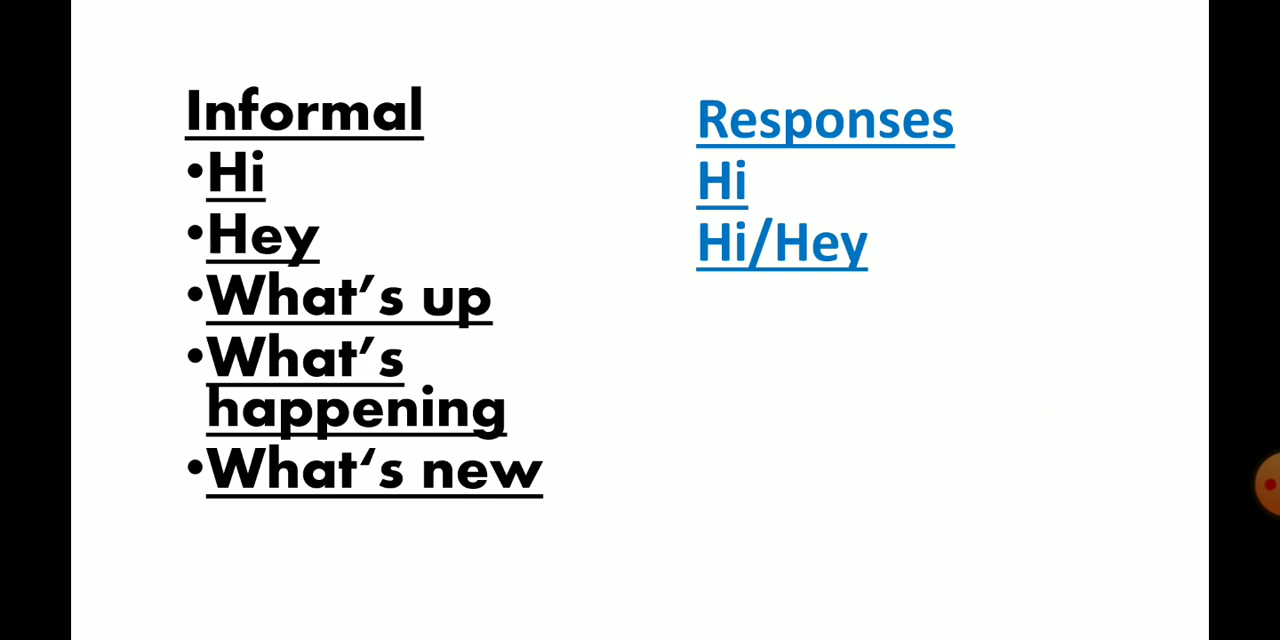 Informal
•Hi
•Hey
•What’s up
•What’s
happening
•What‘s new
Responses
Hi
Hi/Hey